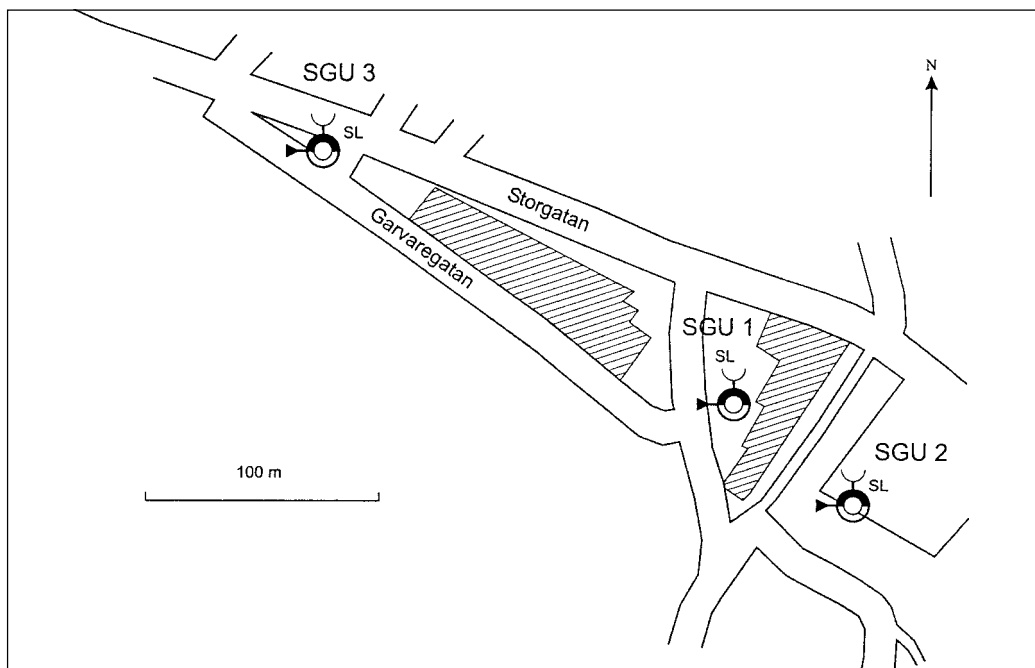 SGU 3
N
SL
Storgatan
Garvaregatan
SGU 1
SL
100 m
SGU 2
SL